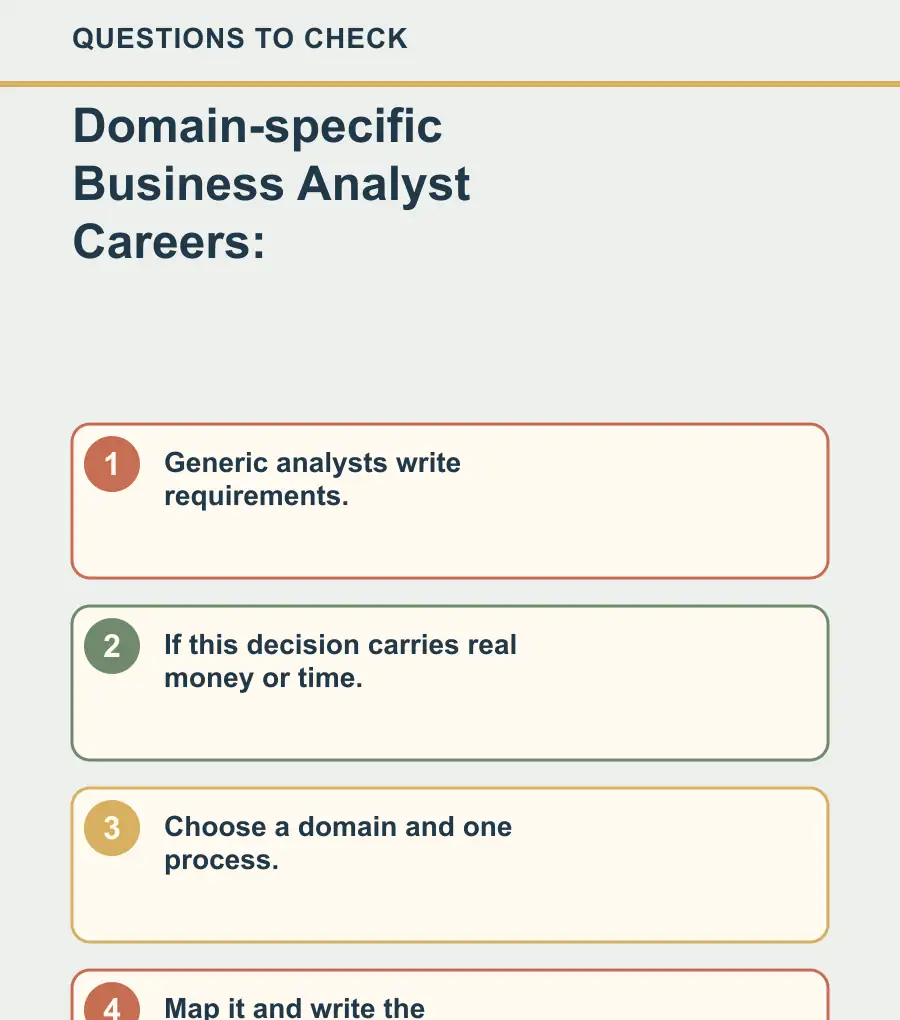 QUESTIONS TO CHECK
Domain-specific
Business Analyst
Careers:
1
Generic analysts write
requirements.
2
If this decision carries real
money or time.
3
Choose a domain and one
process.
4
Map it and write the